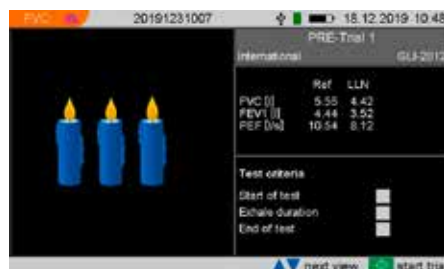 FVC 20191231007 18.12.2019 10:48
PRE-Trial 1
International GLI-2012
Ref LLN
FVC [l] 5.55 4.42
FEV1 [l] 4.44 3.52
PEF [l/s] 10.54 8.12
Test criteria
Start of test
Exhale duration
End of test
next view start trial